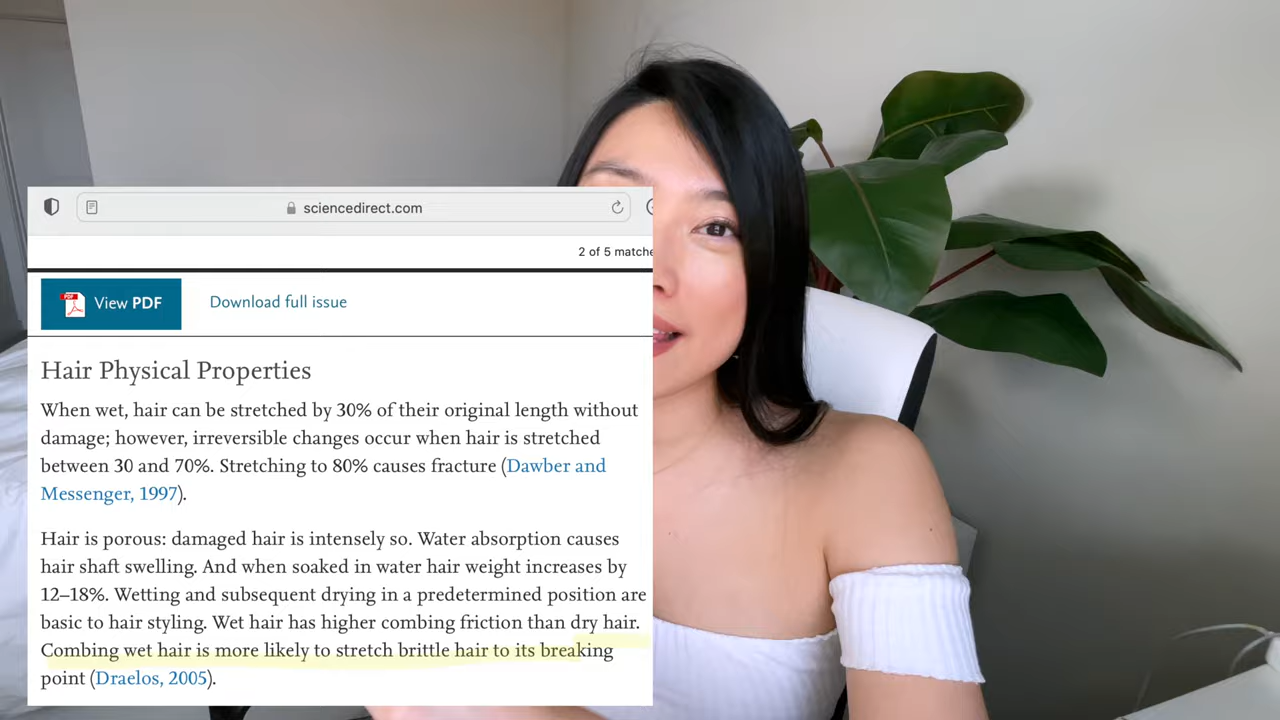 sciencedirect.com
2 of 5 matche
View PDF
Download full issue
Hair Physical Properties
When wet, hair can be stretched by 30% of their original length without
damage; however, irreversible changes occur when hair is stretched
between 30 and 70%. Stretching to 80% causes fracture (Dawber and
Messenger, 1997).
Hair is porous: damaged hair is intensely so. Water absorption causes
hair shaft swelling. And when soaked in water hair weight increases by
12–18%. Wetting and subsequent drying in a predetermined position are
basic to hair styling. Wet hair has higher combing friction than dry hair.
Combing wet hair is more likely to stretch brittle hair to its breaking
point (Draelos, 2005).